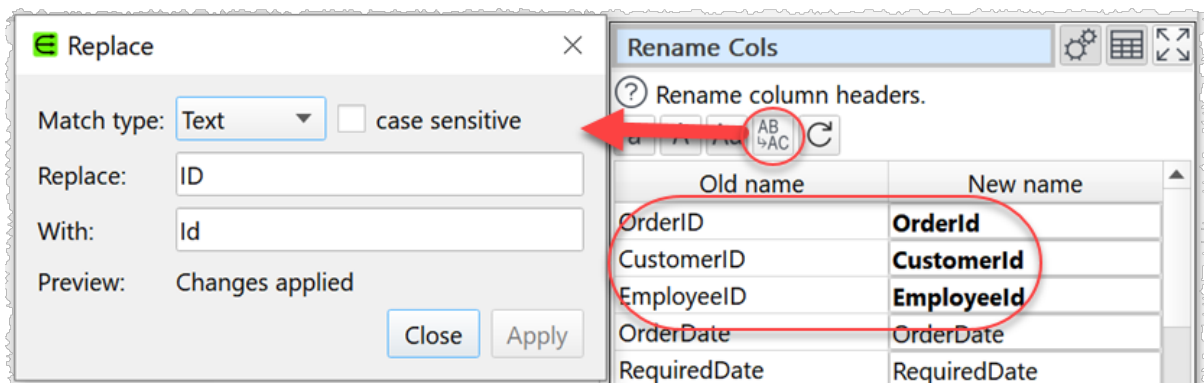 Replace
Match type: Text case sensitive
Replace: ID
With: Id
Preview: Changes applied
Close Apply
Rename Cols
? Rename column headers.
a A Aa AB AC
Old name New name
OrderID OrderId
CustomerID CustomerId
EmployeeID EmployeeId
OrderDate OrderDate
RequiredDate RequiredDate